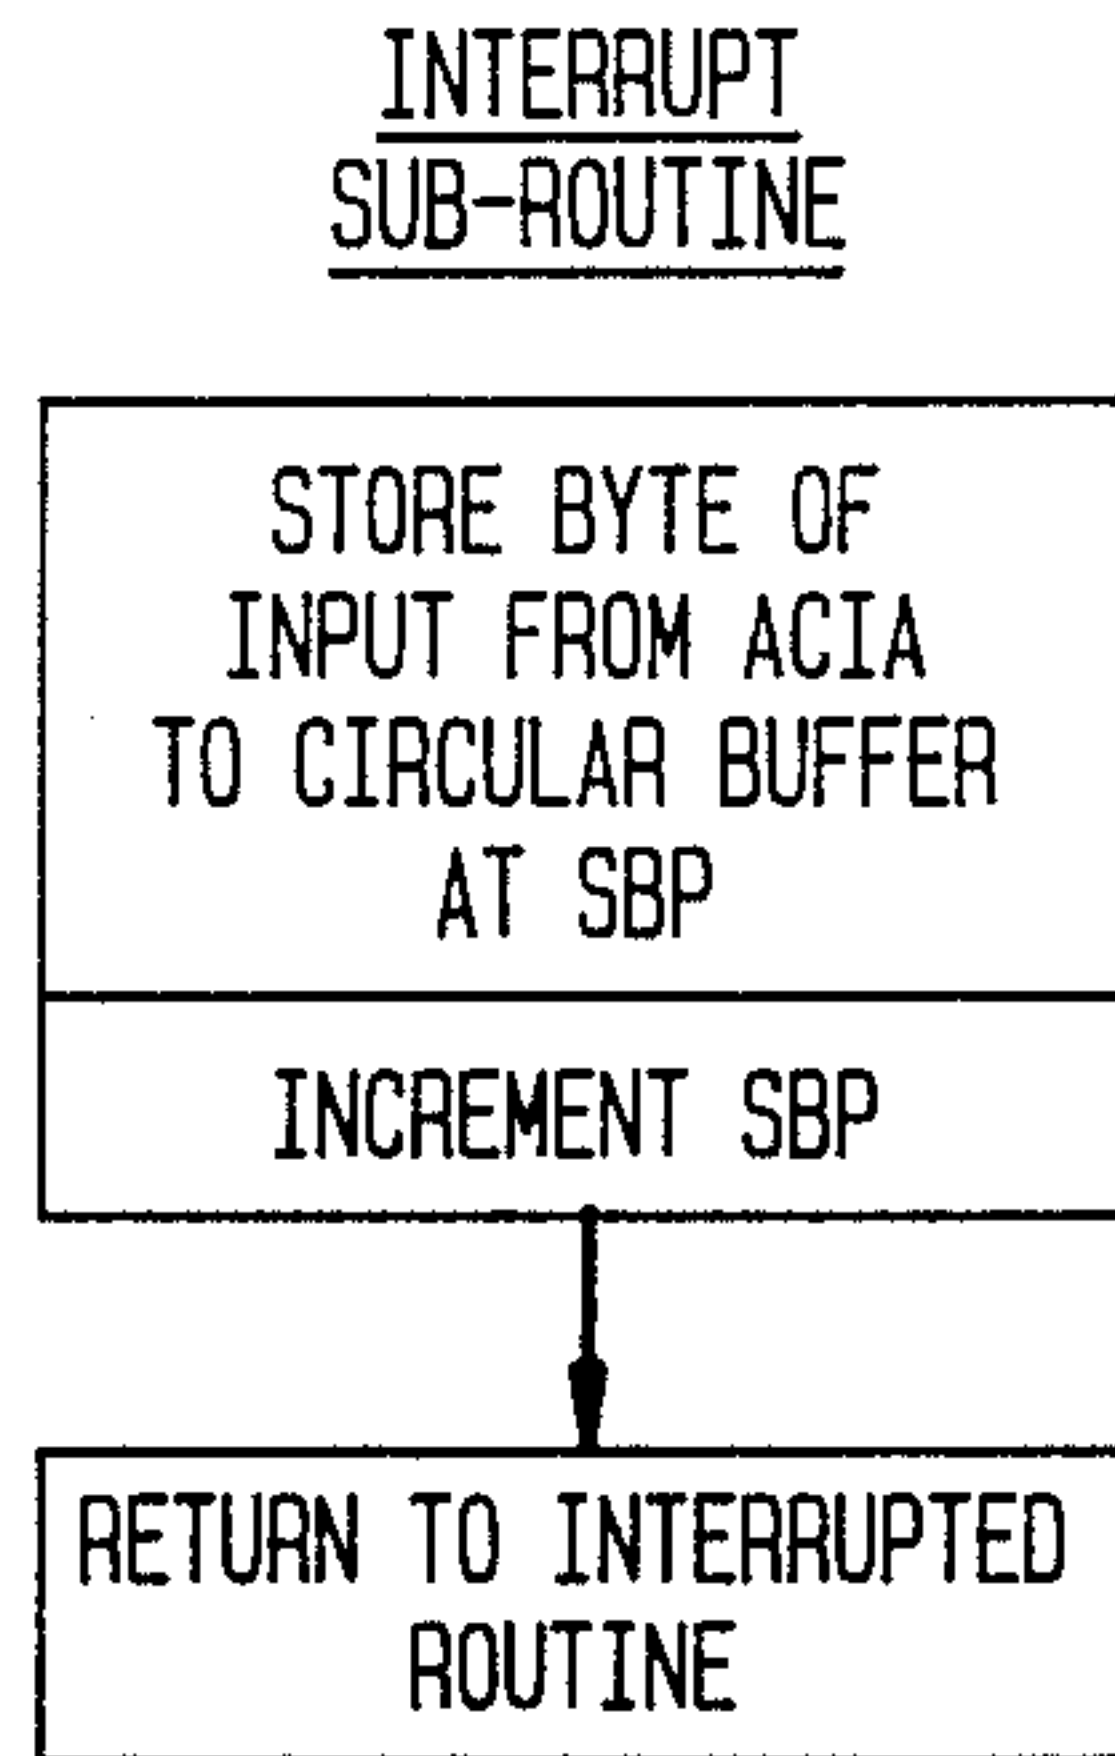 INTERRUPT
SUB-ROUTINE
STORE BYTE OF
INPUT FROM ACIA
TO CIRCULAR BUFFER
AT SBP
INCREMENT SBP
RETURN TO INTERRUPTED
ROUTINE